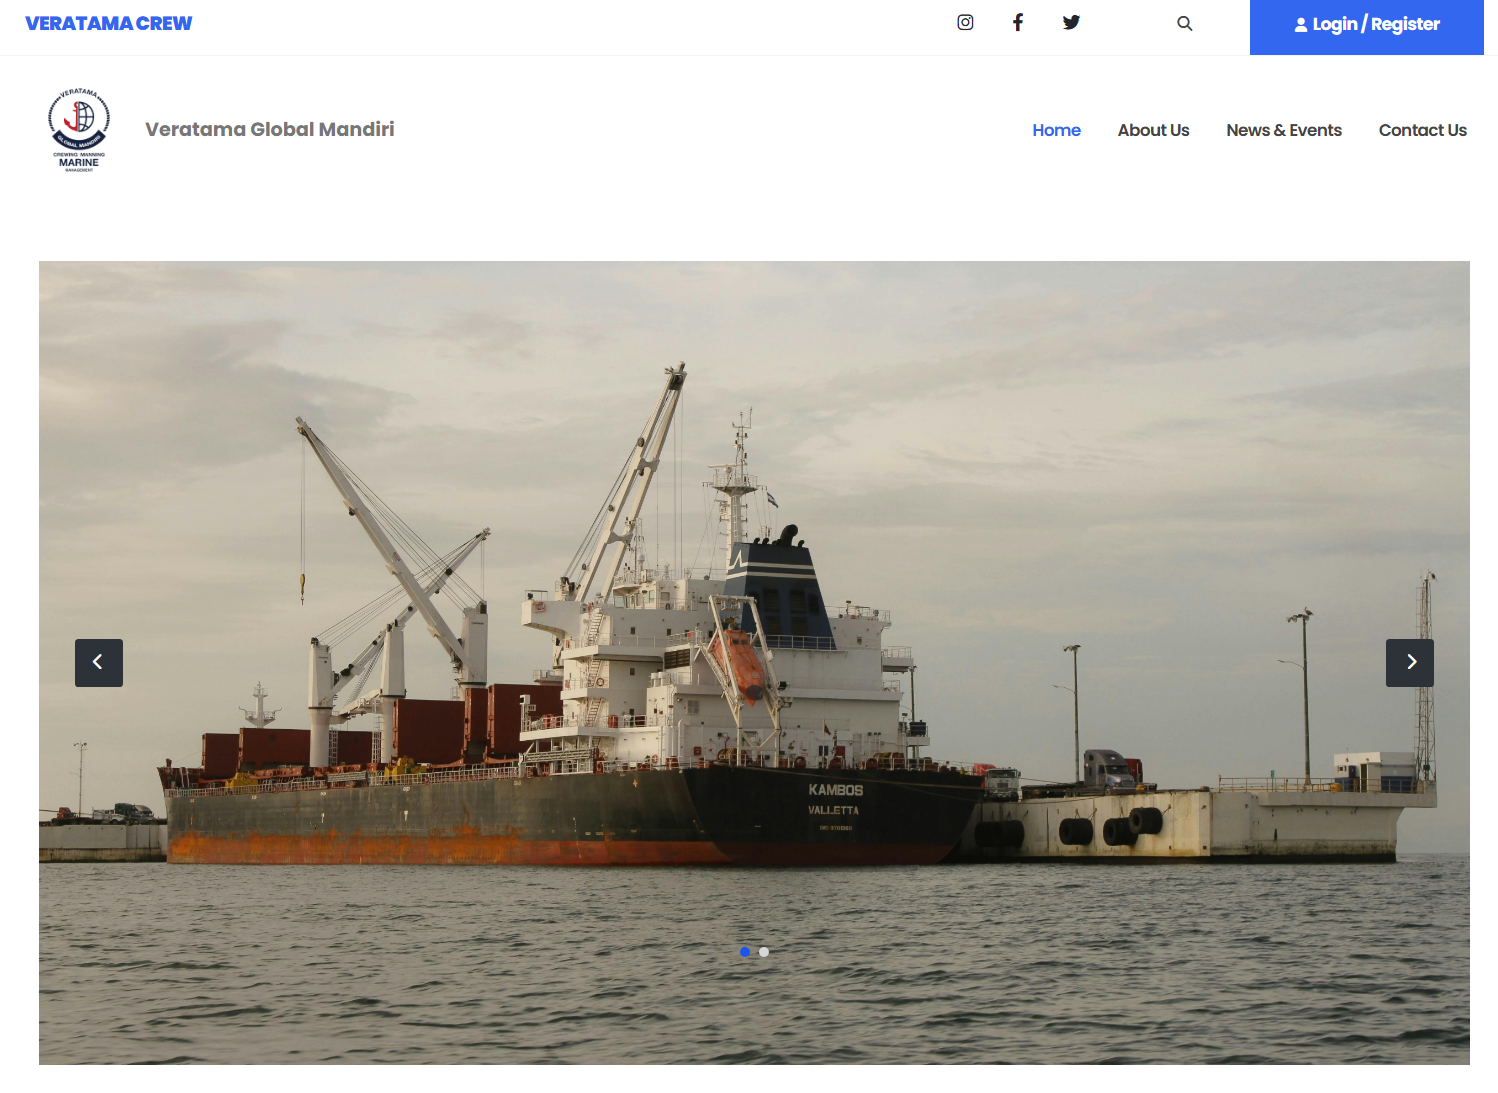 VERATAMA CREW
Login / Register
VERATAMA
GLOBAL MANDIRI
CREWING MANNING
MARINE
MANAGEMENT
Veratama Global Mandiri
Home
About Us
News & Events
Contact Us
KAMBOS
VALLETTA